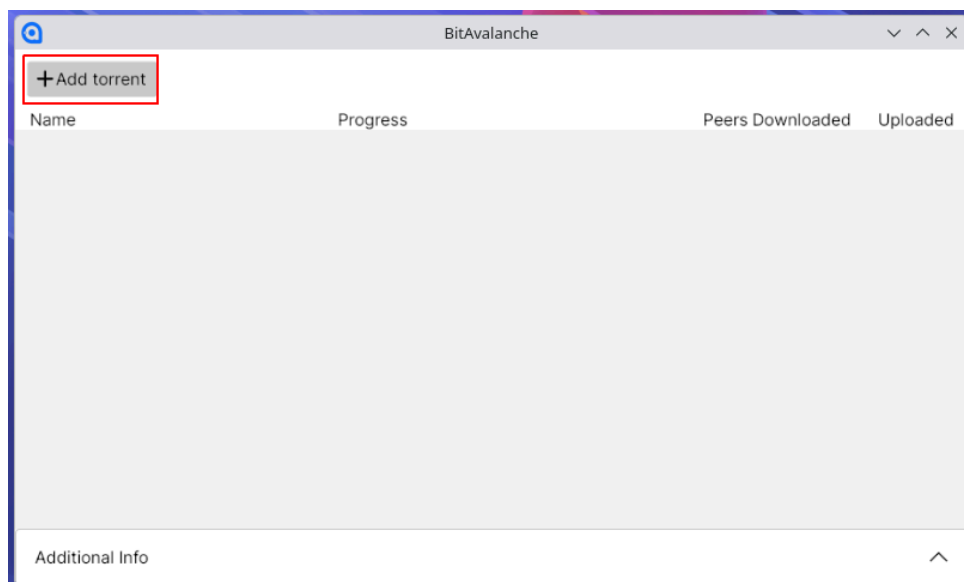 BitAvalanche
+Add torrent
Name Progress Peers Downloaded Uploaded
Additional Info